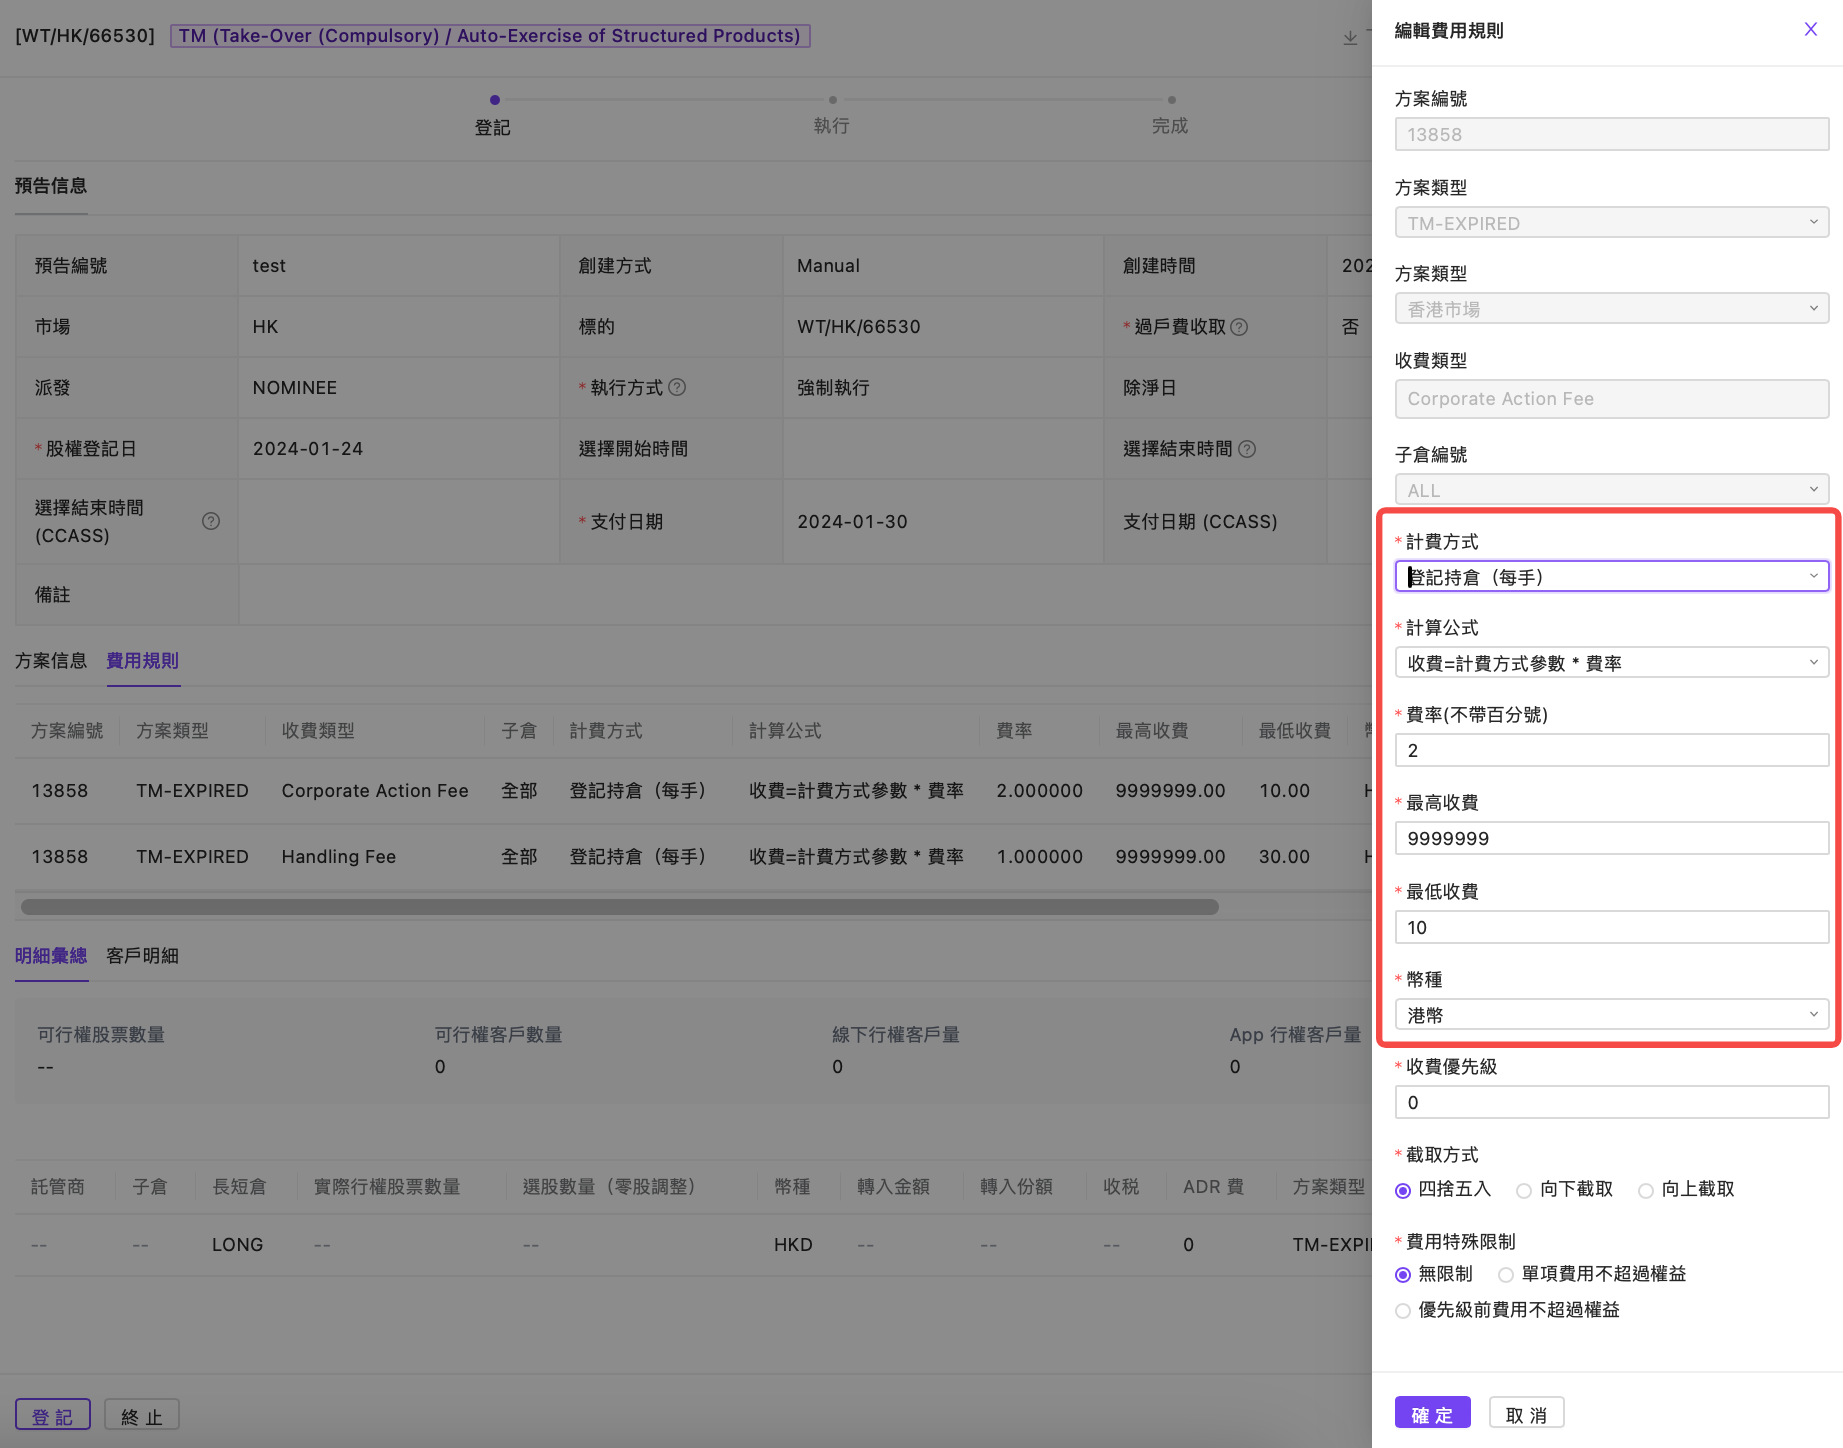 [WT/HK/66530] TM (Take-Over (Compulsory) / Auto-Exercise of Structured Products)
登記 執行 完成
預告信息
預告編號 test 創建方式 Manual 創建時間 202
市場 HK 標的 WT/HK/66530 * 過戶費收取 否
派發 NOMINEE * 執行方式 強制執行 除淨日
* 股權登記日 2024-01-24 選擇開始時間 選擇結束時間
選擇結束時間 (CCASS) * 支付日期 2024-01-30 支付日期 (CCASS)
備註
方案信息 費用規則
方案編號 方案類型 收費類型 子倉 計費方式 計算公式 費率 最高收費 最低收費
13858 TM-EXPIRED Corporate Action Fee 全部 登記持倉（每手） 收費=計費方式參數 * 費率 2.000000 9999999.00 10.00
13858 TM-EXPIRED Handling Fee 全部 登記持倉（每手） 收費=計費方式參數 * 費率 1.000000 9999999.00 30.00
明細彙總 客戶明細
可行權股票數量 可行權客戶數量 線下行權客戶量 App 行權客戶量
-- 0 0 0
託管商 子倉 長短倉 實際行權股票數量 選股數量（零股調整） 幣種 轉入金額 轉入份額 收税 ADR 費 方案類型
-- -- LONG -- -- HKD -- -- -- 0 TM-EXPI
登 記 終 止
編輯費用規則
方案編號
13858
方案類型
TM-EXPIRED
方案類型
香港市場
收費類型
Corporate Action Fee
子倉編號
ALL
* 計費方式
登記持倉（每手）
* 計算公式
收費=計費方式參數 * 費率
* 費率(不帶百分號)
2
* 最高收費
9999999
* 最低收費
10
* 幣種
港幣
* 收費優先級
0
* 截取方式
四捨五入 向下截取 向上截取
* 費用特殊限制
無限制 單項費用不超過權益
優先級前費用不超過權益
確 定 取 消